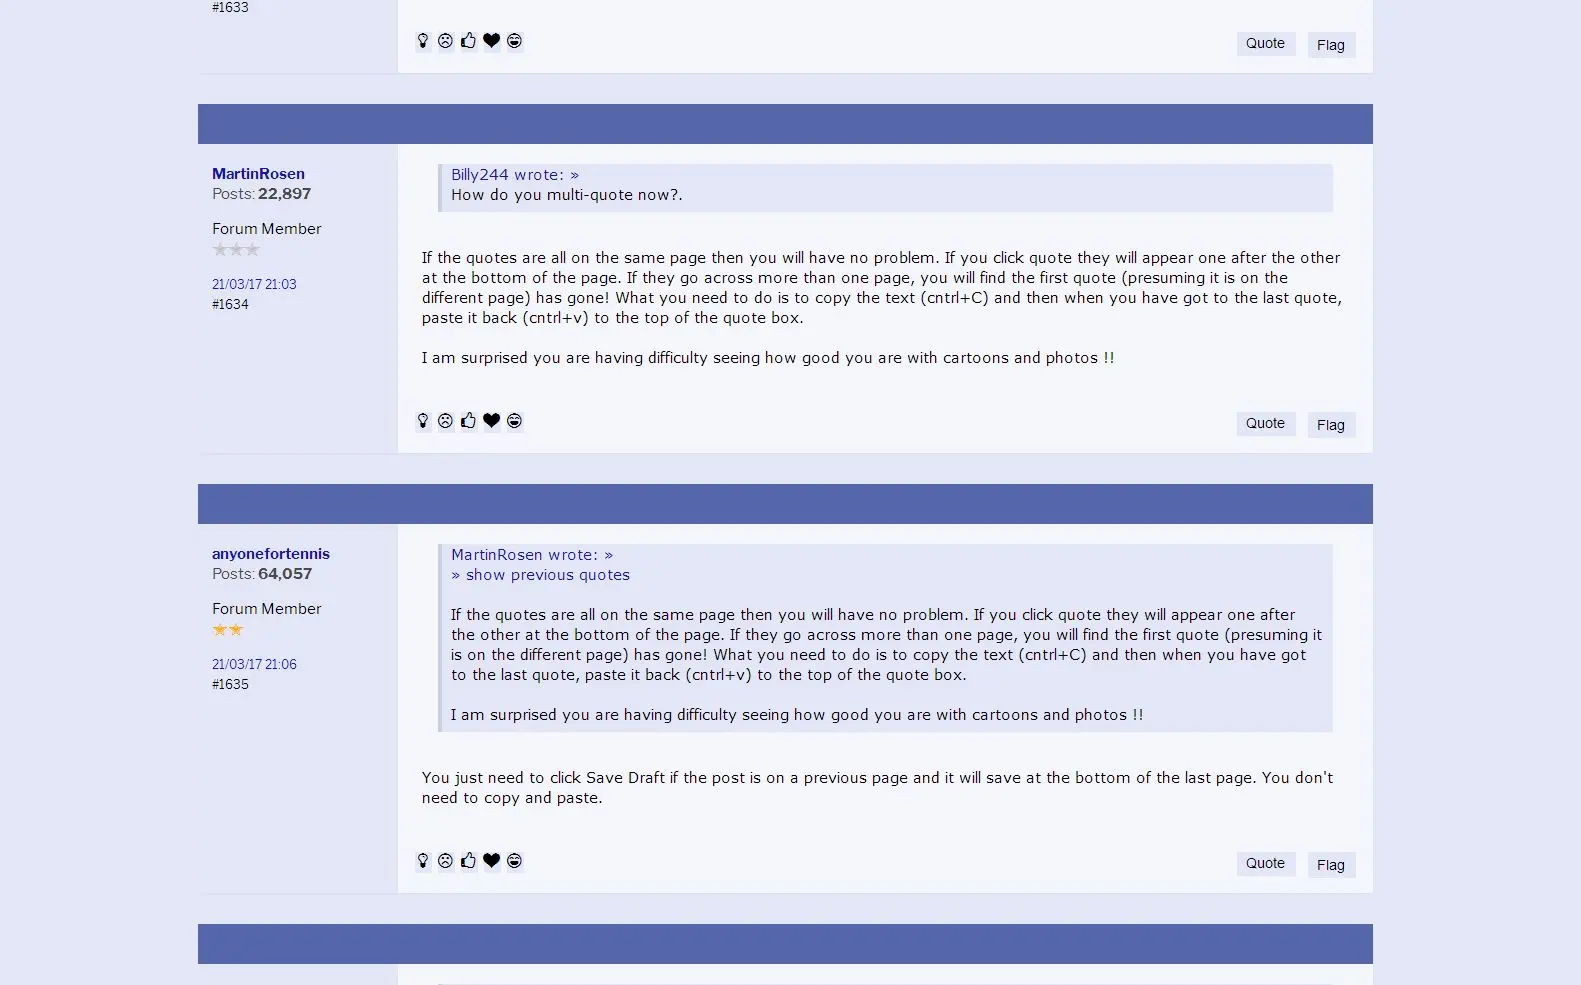 #1633
Quote Flag
MartinRosen
Posts: 22,897
Forum Member
21/03/17 21:03
#1634
Billy244 wrote: »
How do you multi-quote now?.
If the quotes are all on the same page then you will have no problem. If you click quote they will appear one after the other
at the bottom of the page. If they go across more than one page, you will find the first quote (presuming it is on the
different page) has gone! What you need to do is to copy the text (cntrl+C) and then when you have got to the last quote,
paste it back (cntrl+v) to the top of the quote box.
I am surprised you are having difficulty seeing how good you are with cartoons and photos !!
Quote Flag
anyonefortennis
Posts: 64,057
Forum Member
21/03/17 21:06
#1635
MartinRosen wrote: »
» show previous quotes
If the quotes are all on the same page then you will have no problem. If you click quote they will appear one after
the other at the bottom of the page. If they go across more than one page, you will find the first quote (presuming it
is on the different page) has gone! What you need to do is to copy the text (cntrl+C) and then when you have got
to the last quote, paste it back (cntrl+v) to the top of the quote box.
I am surprised you are having difficulty seeing how good you are with cartoons and photos !!
You just need to click Save Draft if the post is on a previous page and it will save at the bottom of the last page. You don't
need to copy and paste.
Quote Flag